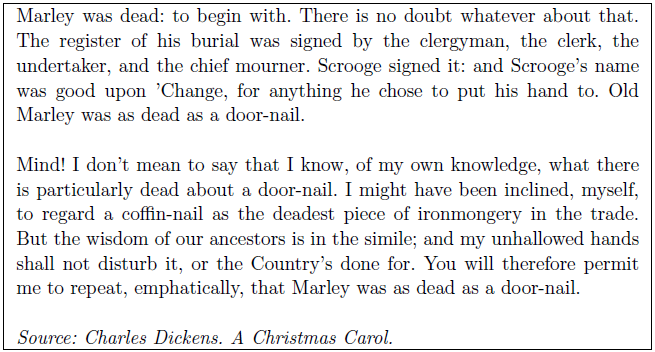 Marley was dead: to begin with. There is no doubt whatever about that.
The register of his burial was signed by the clergyman, the clerk, the
undertaker, and the chief mourner. Scrooge signed it: and Scrooge's name
was good upon 'Change, for anything he chose to put his hand to. Old
Marley was as dead as a door-nail.
Mind! I don't mean to say that I know, of my own knowledge, what there
is particularly dead about a door-nail. I might have been inclined, myself,
to regard a coffin-nail as the deadest piece of ironmongery in the trade.
But the wisdom of our ancestors is in the simile; and my unhallowed hands
shall not disturb it, or the Country's done for. You will therefore permit
me to repeat, emphatically, that Marley was as dead as a door-nail.
Source: Charles Dickens. A Christmas Carol.